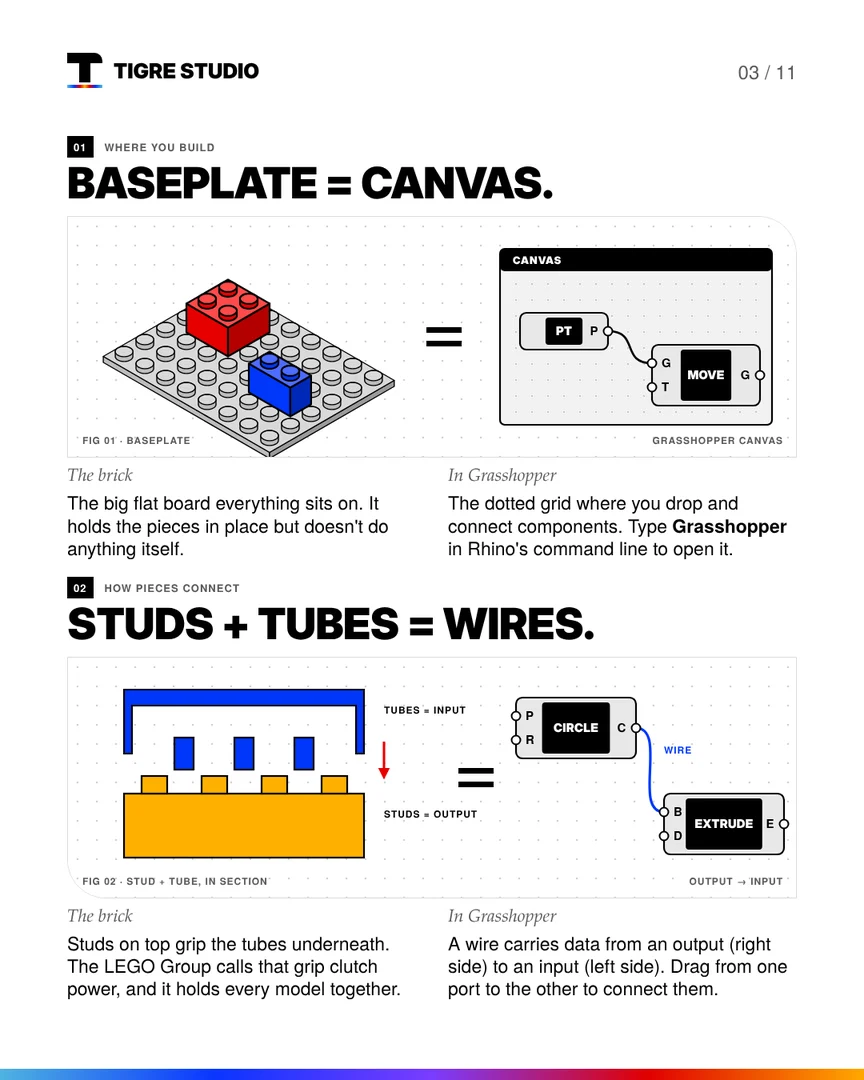 TIGRE STUDIO
03 / 11
01 WHERE YOU BUILD
BASEPLATE = CANVAS.
CANVAS
PT P
G
T
MOVE
G
=
FIG 01 · BASEPLATE
GRASSHOPPER CANVAS
The brick
The big flat board everything sits on. It
holds the pieces in place but doesn't do
anything itself.
In Grasshopper
The dotted grid where you drop and
connect components. Type Grasshopper
in Rhino's command line to open it.
02 HOW PIECES CONNECT
STUDS + TUBES = WIRES.
TUBES = INPUT
=
STUDS = OUTPUT
P
R
CIRCLE
C
WIRE
B
D
EXTRUDE
E
FIG 02 · STUD + TUBE, IN SECTION
OUTPUT → INPUT
The brick
Studs on top grip the tubes underneath.
The LEGO Group calls that grip clutch
power, and it holds every model together.
In Grasshopper
A wire carries data from an output (right
side) to an input (left side). Drag from one
port to the other to connect them.